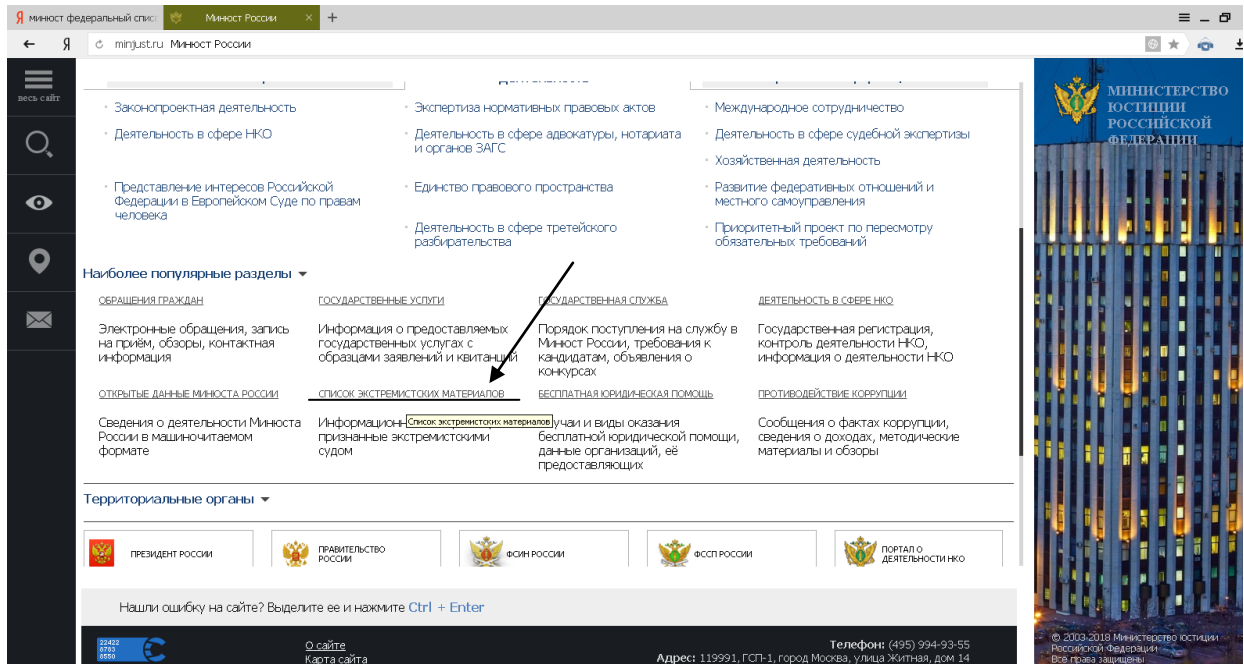 минюст федеральный спис
Минюст России
minjust.ru Минюст России
весь сайт
Законопроектная деятельность
Экспертиза нормативных правовых актов
Международное сотрудничество
Деятельность в сфере НКО
Деятельность в сфере адвокатуры, нотариата
и органов ЗАГС
Деятельность в сфере судебной экспертизы
Хозяйственная деятельность
Представление интересов Российской
Федерации в Европейском Суде по правам
человека
Единство правового пространства
Развитие федеративных отношений и
местного самоуправления
Деятельность в сфере третейского
разбирательства
Приоритетный проект по пересмотру
обязательных требований
Наиболее популярные разделы
ОБРАЩЕНИЯ ГРАЖДАН
Электронные обращения, запись
на приём, обзоры, контактная
информация
ГОСУДАРСТВЕННЫЕ УСЛУГИ
Информация о предоставляемых
государственных услугах с
образцами заявлений и квитанций
ГОСУДАРСТВЕННАЯ СЛУЖБА
Порядок поступления на службу в
Минюст России, требования к
кандидатам, объявления о
конкурсах
ДЕЯТЕЛЬНОСТЬ В СФЕРЕ НКО
Государственная регистрация,
контроль деятельности НКО,
информация о деятельности НКО
ОТКРЫТЫЕ ДАННЫЕ МИНЮСТА РОССИИ
Сведения о деятельности Минюста
России в машиночитаемом
формате
СПИСОК ЭКСТРЕМИСТСКИХ МАТЕРИАЛОВ
Информационн
Список экстремистских материалов
признанные экстремистскими
судом
БЕСПЛАТНАЯ ЮРИДИЧЕСКАЯ ПОМОЩЬ
учаи и виды оказания
бесплатной юридической помощи,
данные организаций, её
предоставляющих
ПРОТИВОДЕЙСТВИЕ КОРРУПЦИИ
Сообщения о фактах коррупции,
сведения о доходах, методические
материалы и обзоры
Территориальные органы
ПРЕЗИДЕНТ РОССИИ
ПРАВИТЕЛЬСТВО
РОССИИ
ФСИН РОССИИ
ФССП РОССИИ
ПОРТАЛ О
ДЕЯТЕЛЬНОСТИ НКО
Нашли ошибку на сайте? Выделите ее и нажмите Ctrl + Enter
22422
8783
8550
О сайте
Карта сайта
Телефон: (495) 994-93-55
Адрес: 119991, ГСП-1, город Москва, улица Житная, дом 14
МИНИСТЕРСТВО
ЮСТИЦИИ
РОССИЙСКОЙ
ФЕДЕРАЦИИ
© 2003-2018 Министерство юстиции
Российской Федерации
Все права защищены